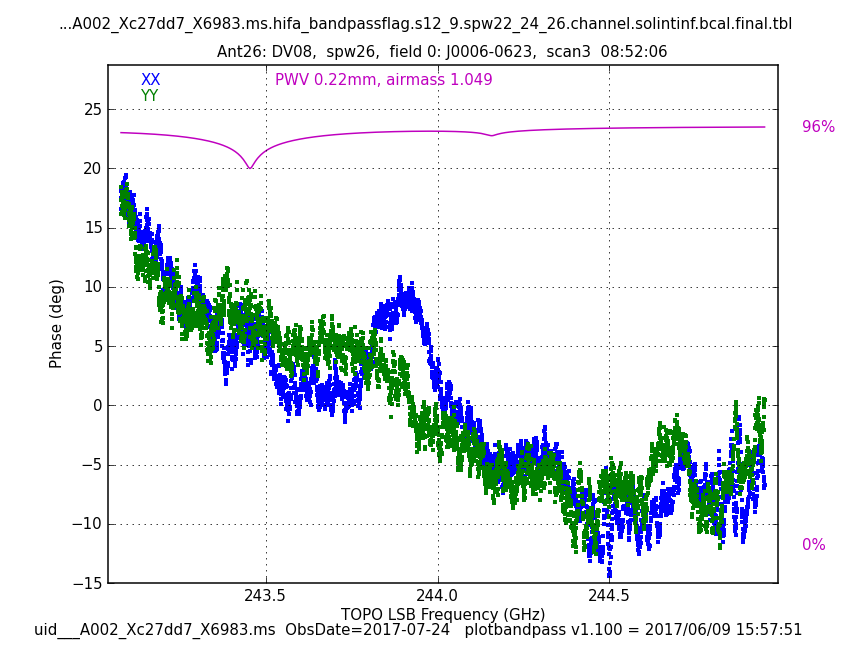 ...A002_Xc27dd7_X6983.ms.hifa_bandpassflag.s12_9.spw22_24_26.channel.solintinf.bcal.final.tbl
Ant26: DV08,  spw26,  field 0: J0006-0623,  scan3  08:52:06
XX
YY
PWV 0.22mm, airmass 1.049
96%
0%
25
20
15
10
5
0
−5
−10
−15
Phase (deg)
243.5
244.0
244.5
TOPO LSB Frequency (GHz)
uid___A002_Xc27dd7_X6983.ms  ObsDate=2017-07-24   plotbandpass v1.100 = 2017/06/09 15:57:51